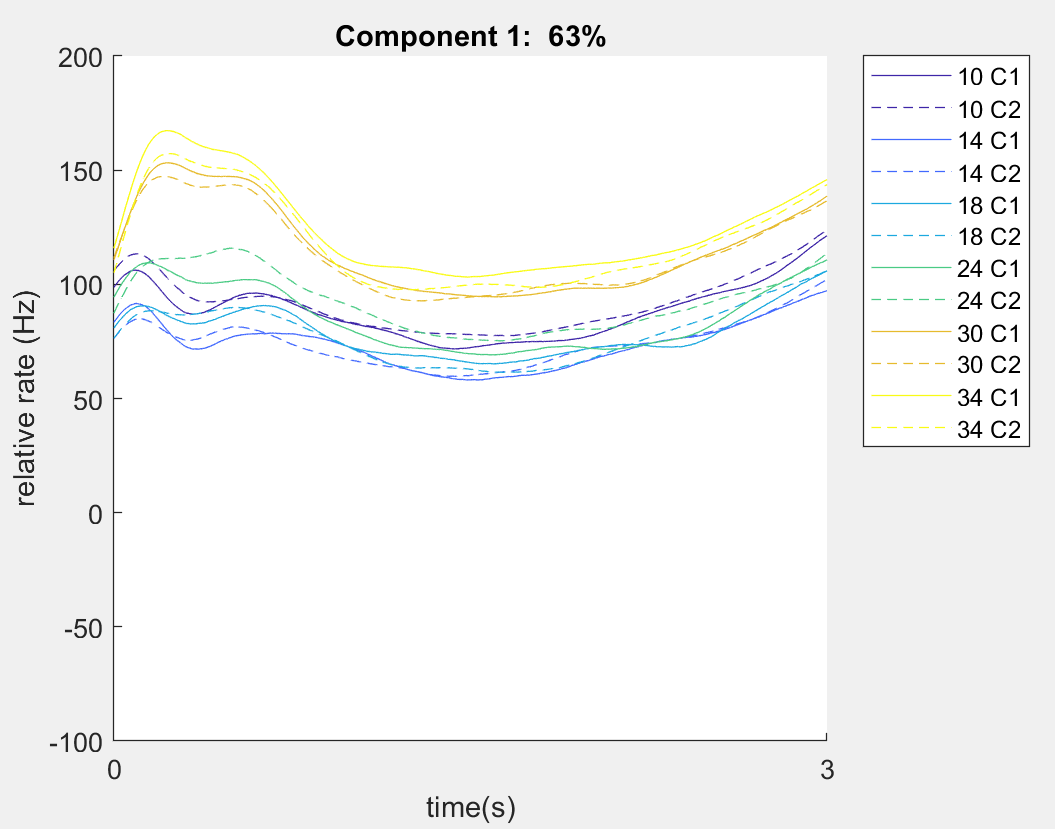 Component 1:  63%
200
150
100
50
0
-50
-100
relative rate (Hz)
0
3
time(s)
10 C1
10 C2
14 C1
14 C2
18 C1
18 C2
24 C1
24 C2
30 C1
30 C2
34 C1
34 C2